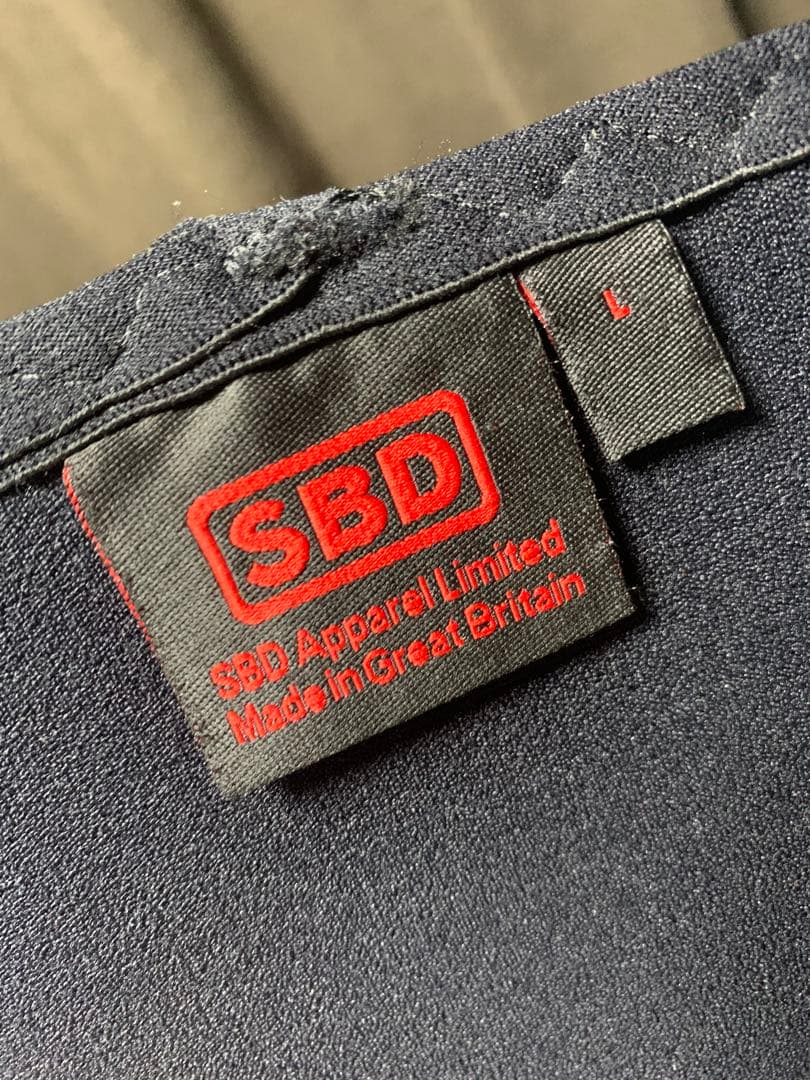 SBD
SBD Apparel Limited
Made in Great Britain
L